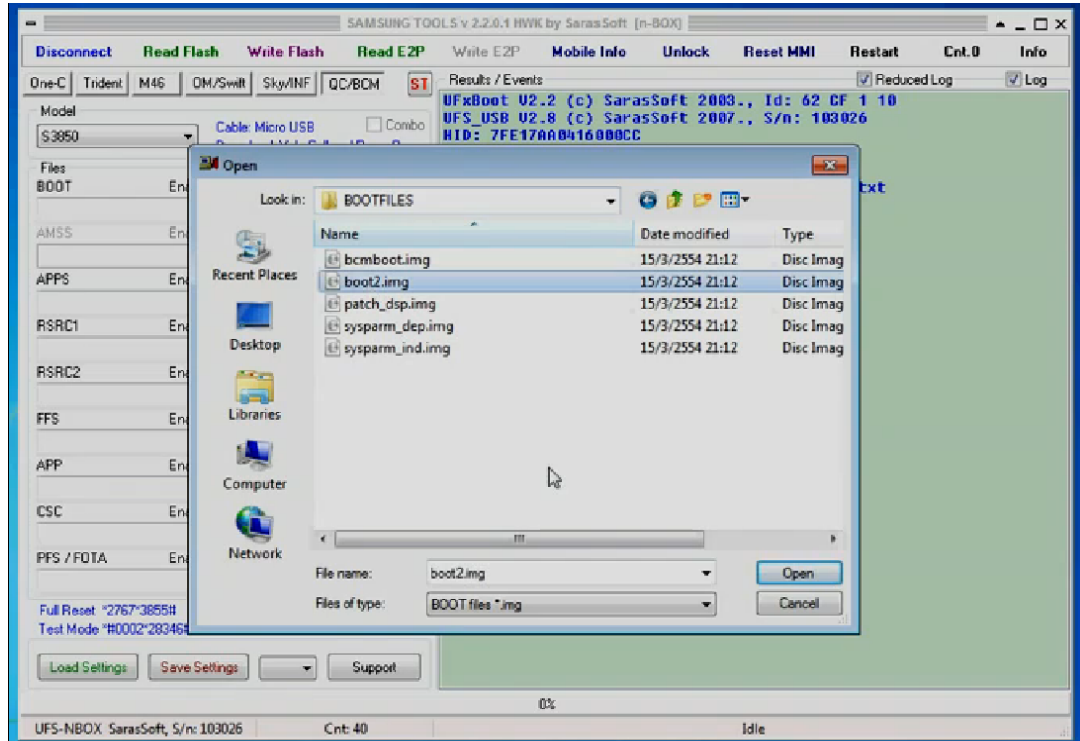 SAMSUNG TOOLS v 2.2.0.1 HWK by SarasSoft [n-BOX]
Disconnect Read Flash Write Flash Read E2P Write E2P Mobile Info Unlock Reset MMI Restart Cnt.0 Info
One-C Trident M46 OM/Swift Sky/INF QC/BCM ST Results / Events Reduced Log Log
UFxBoot V2.2 (c) SarasSoft 2003., Id: 62 CF 1 10
UFS_USB V2.8 (c) SarasSoft 2007., S/n: 103026
HID: 7FE17AA0416000CC
txt
Model
S3850
Cable: Micro USB
Combo
Files
BOOT
AMSS
APPS
RSRC1
RSRC2
FFS
APP
CSC
PFS / FOTA
Full Reset *2767*3855#
Test Mode *#0002*28346#
Load Settings Save Settings Support
Open
Look in: BOOTFILES
Name Date modified Type
bcmboot.img 15/3/2554 21:12 Disc Imag
boot2.img 15/3/2554 21:12 Disc Imag
patch_dsp.img 15/3/2554 21:12 Disc Imag
sysparm_dep.img 15/3/2554 21:12 Disc Imag
sysparm_ind.img 15/3/2554 21:12 Disc Imag
Recent Places
Desktop
Libraries
Computer
Network
File name: boot2.img Open
Files of type: BOOT files *.img Cancel
0%
UFS-NBOX SarasSoft, S/n: 103026 Cnt: 40 Idle